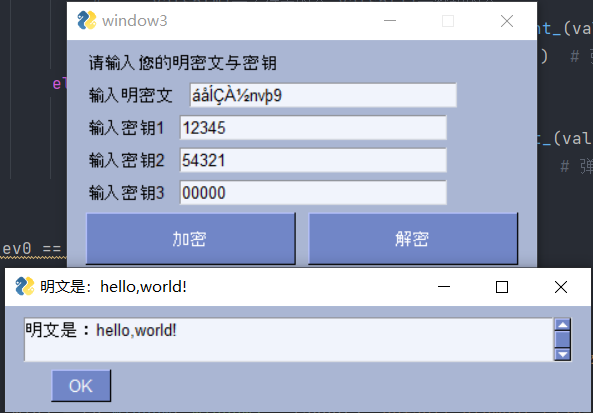 window3
nt_(val
) # 弹
请输入您的明密文与密钥
el
输入明密文 áåÍÇÀ½nvþ9
输入密钥1 12345
t_(val
输入密钥2 54321
# 弹
输入密钥3 00000
加密 解密
ev0 ==
明文是：hello,world!
明文是：hello,world!
OK